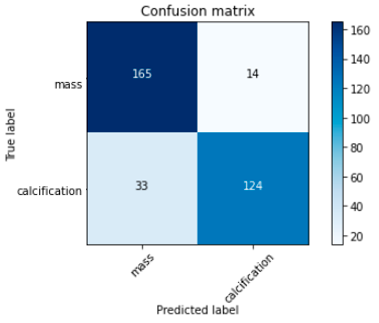 Confusion matrix
True label
mass
165
14
calcification
33
124
mass
calcification
Predicted label
160
140
120
100
80
60
40
20